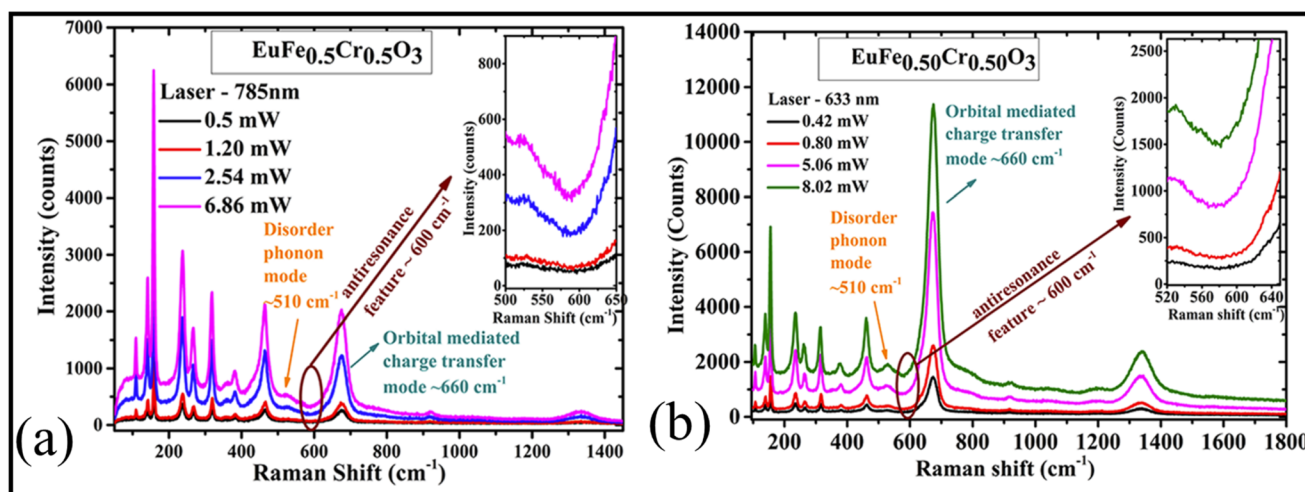 EuFe0.5Cr0.5O3
Laser - 785nm
0.5 mW
1.20 mW
2.54 mW
6.86 mW
Disorder
phonon
mode
~510 cm-1
antiresonance
feature ~ 600 cm-1
Orbital mediated
charge transfer
mode ~660 cm-1
Intensity (counts)
7000
6000
5000
4000
3000
2000
1000
0
200 400 600 800 1000 1200 1400
Raman Shift (cm-1)
Intensity (counts)
800
600
400
200
0
500 550 600 650
Raman Shift (cm-1)
(a)
EuFe0.50Cr0.50O3
Laser - 633 nm
0.42 mW
0.80 mW
5.06 mW
8.02 mW
Orbital mediated
charge transfer
mode ~660 cm-1
Disorder
phonon
mode
~510 cm-1
antiresonance
feature ~ 600 cm-1
Intensity (Counts)
14000
12000
10000
8000
6000
4000
2000
0
200 400 600 800 1000 1200 1400 1600 1800
Raman shift (cm-1)
Intensity (Counts)
2500
2000
1500
1000
500
0
520 560 600 640
Raman Shift (cm-1)
(b)